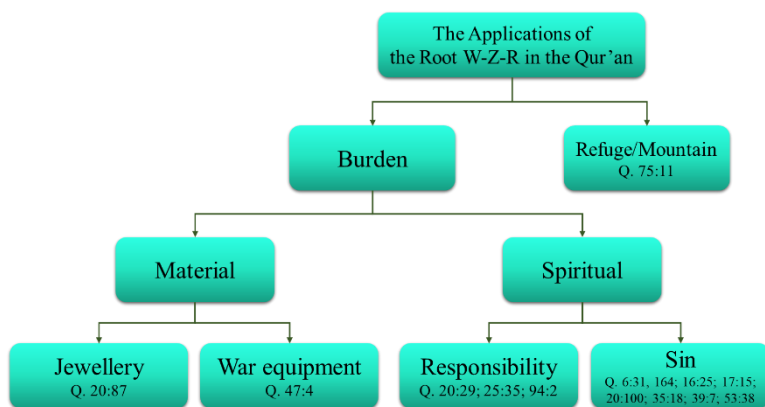 The Applications of
the Root W-Z-R in the Qur’an
Burden
Refuge/Mountain
Q. 75:11
Material
Spiritual
Jewellery
Q. 20:87
War equipment
Q. 47:4
Responsibility
Q. 20:29; 25:35; 94:2
Sin
Q. 6:31, 164; 16:25; 17:15;
20:100; 35:18; 39:7; 53:38